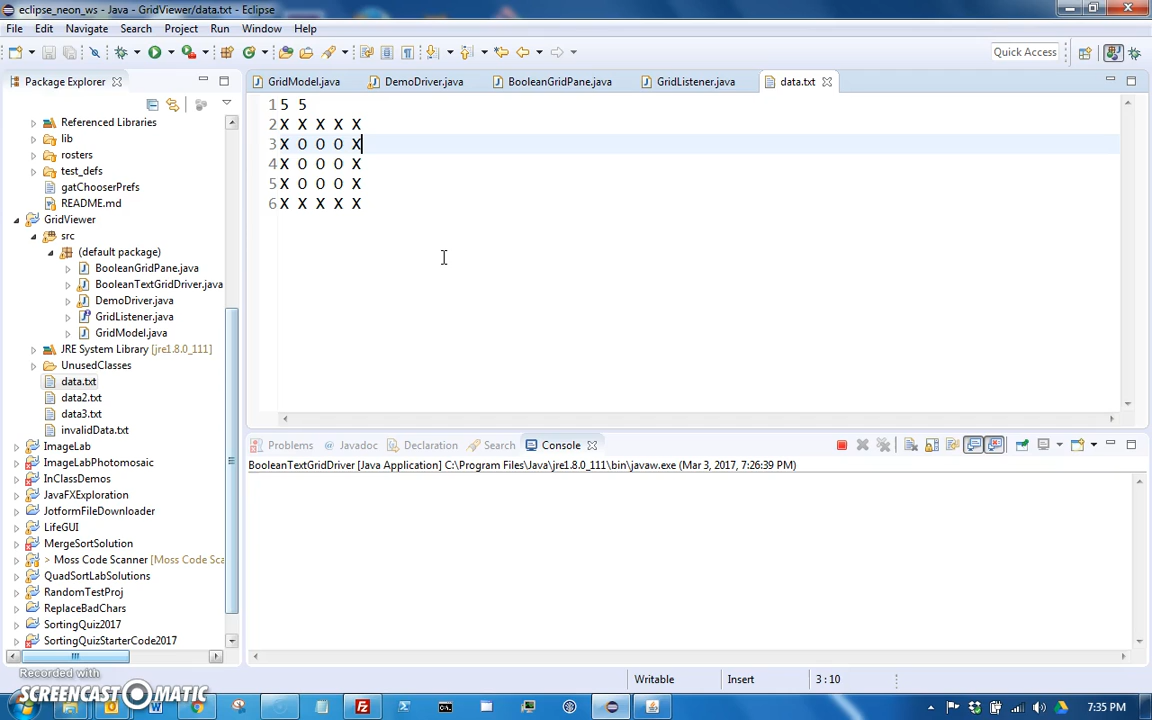 eclipse_neon_ws - Java - GridViewer/data.txt - Eclipse
File Edit Navigate Search Project Run Window Help
Quick Access
Package Explorer
GridModel.java DemoDriver.java BooleanGridPane.java GridListener.java data.txt
1 5 5
2 X X X X X
3 X O O O X
4 X O O O X
5 X O O O X
6 X X X X X
Referenced Libraries
lib
rosters
test_defs
gatChooserPrefs
README.md
GridViewer
src
(default package)
BooleanGridPane.java
BooleanTextGridDriver.java
DemoDriver.java
GridListener.java
GridModel.java
JRE System Library [jre1.8.0_111]
UnusedClasses
data.txt
data2.txt
data3.txt
invalidData.txt
ImageLab
ImageLabPhotomosaic
InClassDemos
JavaFXExploration
JotformFileDownloader
LifeGUI
MergeSortSolution
> Moss Code Scanner [Moss Code Sca
QuadSortLabSolutions
RandomTestProj
ReplaceBadChars
SortingQuiz2017
SortingQuizStarterCode2017
Problems @ Javadoc Declaration Search Console
BooleanTextGridDriver [Java Application] C:\Program Files\Java\jre1.8.0_111\bin\javaw.exe (Mar 3, 2017, 7:26:39 PM)
Writable Insert 3 : 10
Recorded with
SCREENCAST-O-MATIC
7:35 PM